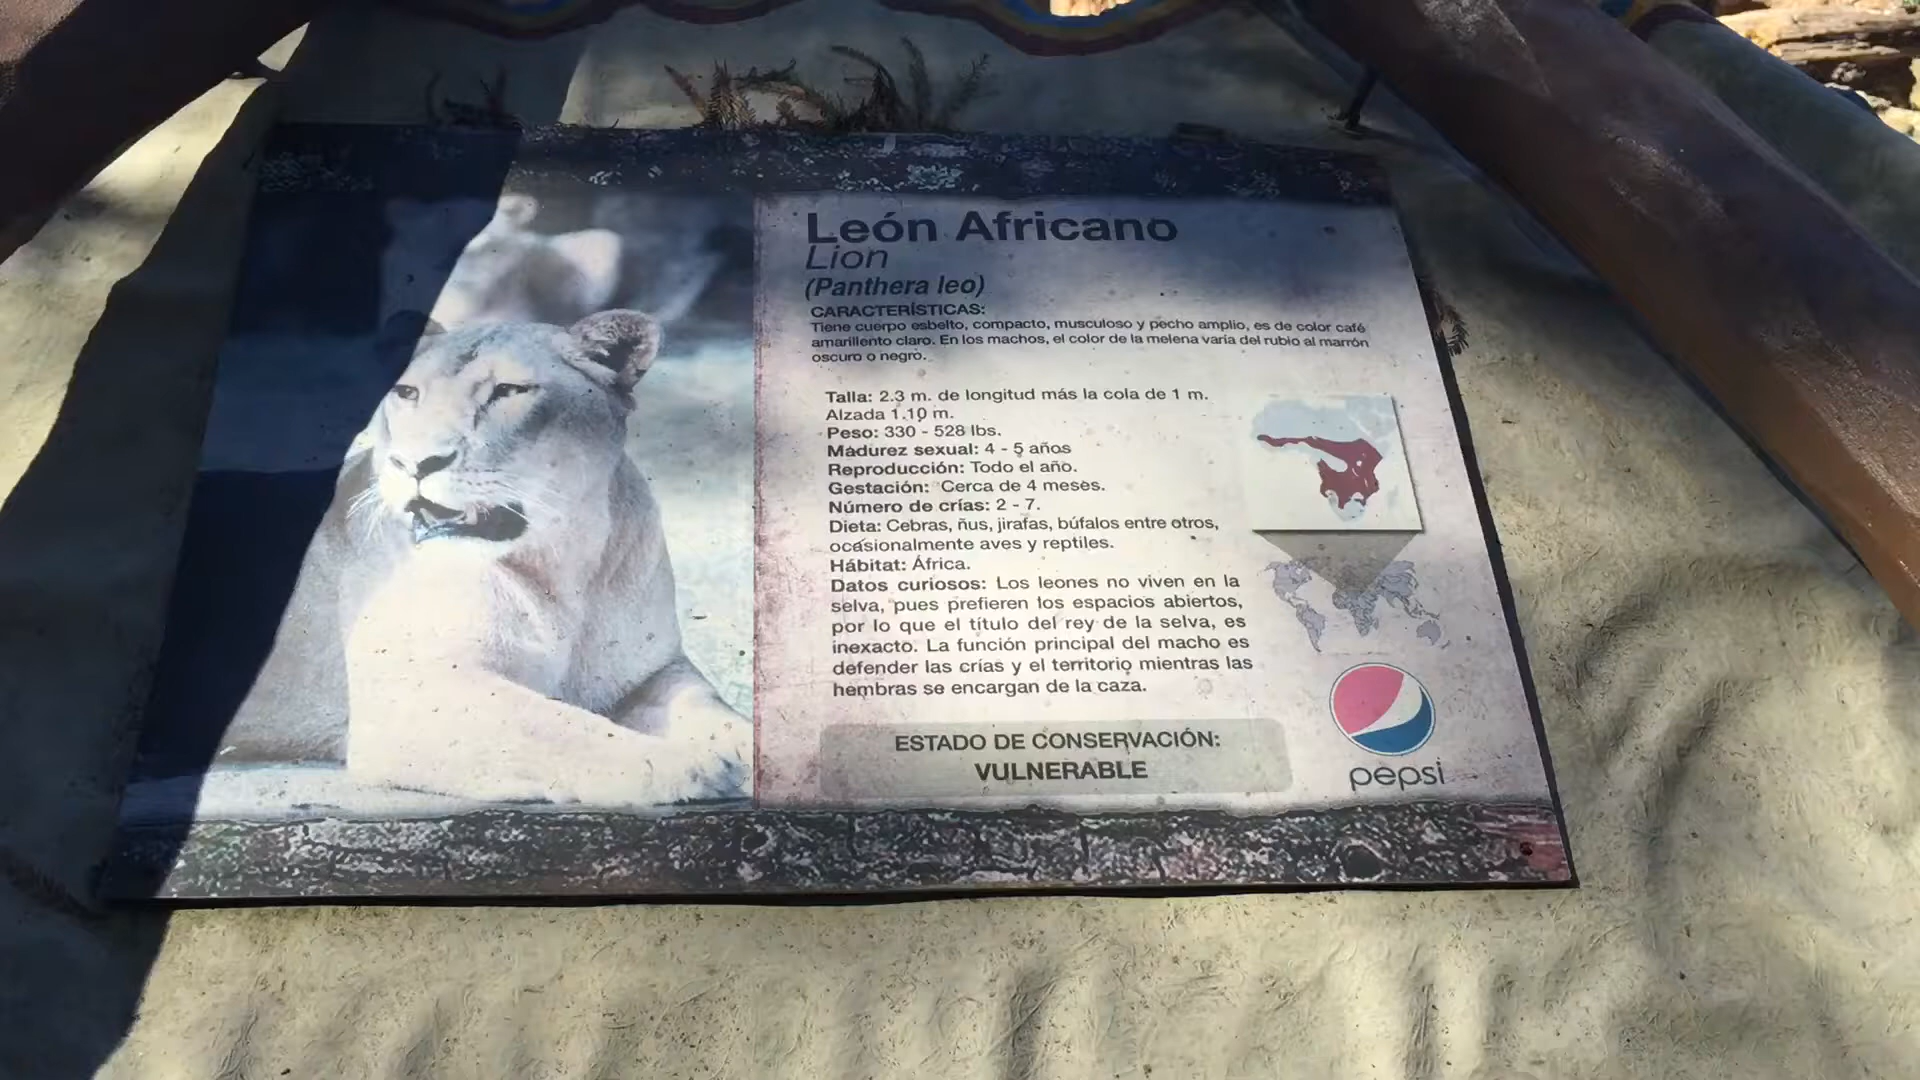 León Africano
Lion
(Panthera leo)
CARACTERÍSTICAS:
Tiene cuerpo esbelto, compacto, musculoso y pecho amplio, es de color café
amarillento claro. En los machos, el color de la melena varía del rubio al marrón
oscuro o negro.
Talla: 2.3 m. de longitud más la cola de 1 m.
Alzada 1.10 m.
Peso: 330 - 528 lbs.
Madurez sexual: 4 - 5 años
Reproducción: Todo el año.
Gestación: Cerca de 4 meses.
Número de crías: 2 - 7.
Dieta: Cebras, ñus, jirafas, búfalos entre otros,
ocasionalmente aves y reptiles.
Hábitat: África.
Datos curiosos: Los leones no viven en la
selva, pues prefieren los espacios abiertos,
por lo que el título del rey de la selva, es
inexacto. La función principal del macho es
defender las crías y el territorio mientras las
hembras se encargan de la caza.
ESTADO DE CONSERVACIÓN:
VULNERABLE
pepsi